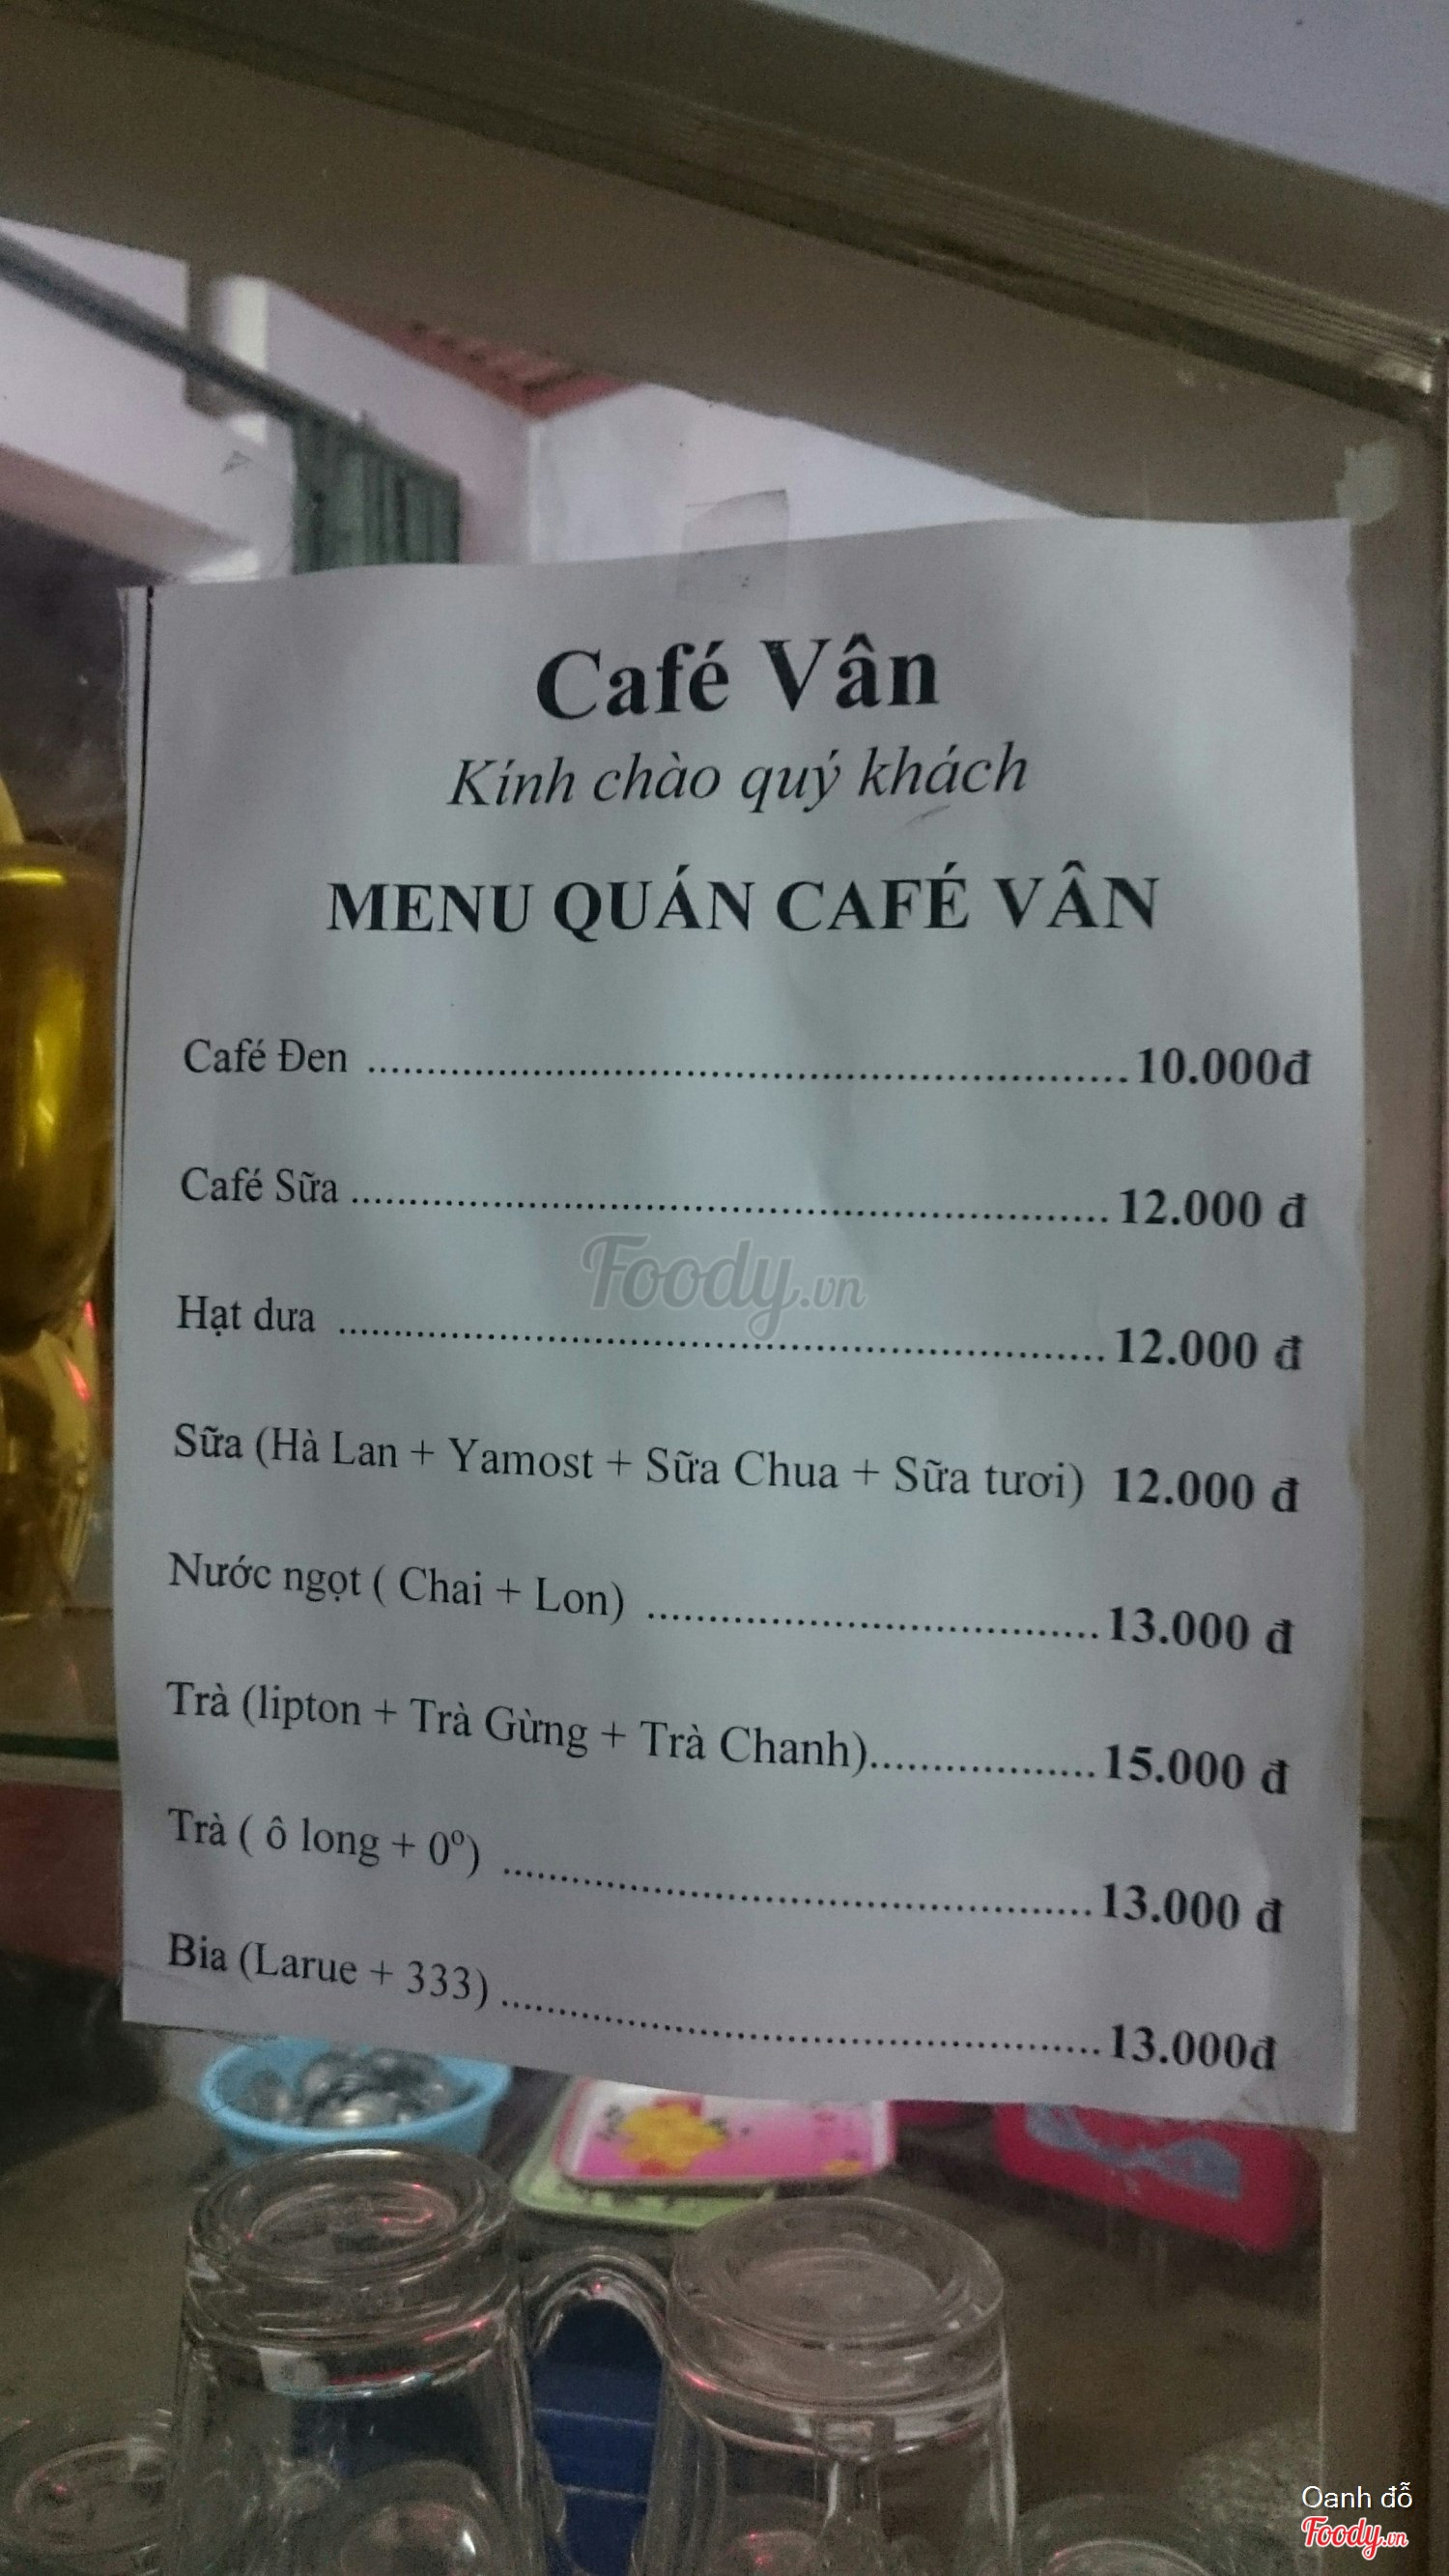 Café Vân
Kính chào quý khách
MENU QUÁN CAFÉ VÂN
Café Đen ........................................................................ 10.000đ
Café Sữa ........................................................................ 12.000 đ
Foody.vn
Hạt dưa ........................................................................ 12.000 đ
Sữa (Hà Lan + Yamost + Sữa Chua + Sữa tươi) 12.000 đ
Nước ngọt ( Chai + Lon) ........................................ 13.000 đ
Trà (lipton + Trà Gừng + Trà Chanh)................... 15.000 đ
Trà ( ô long + 0º) .................................................... 13.000 đ
Bia (Larue + 333) ..................................................... 13.000đ
Oanh đỗ
Foody.vn